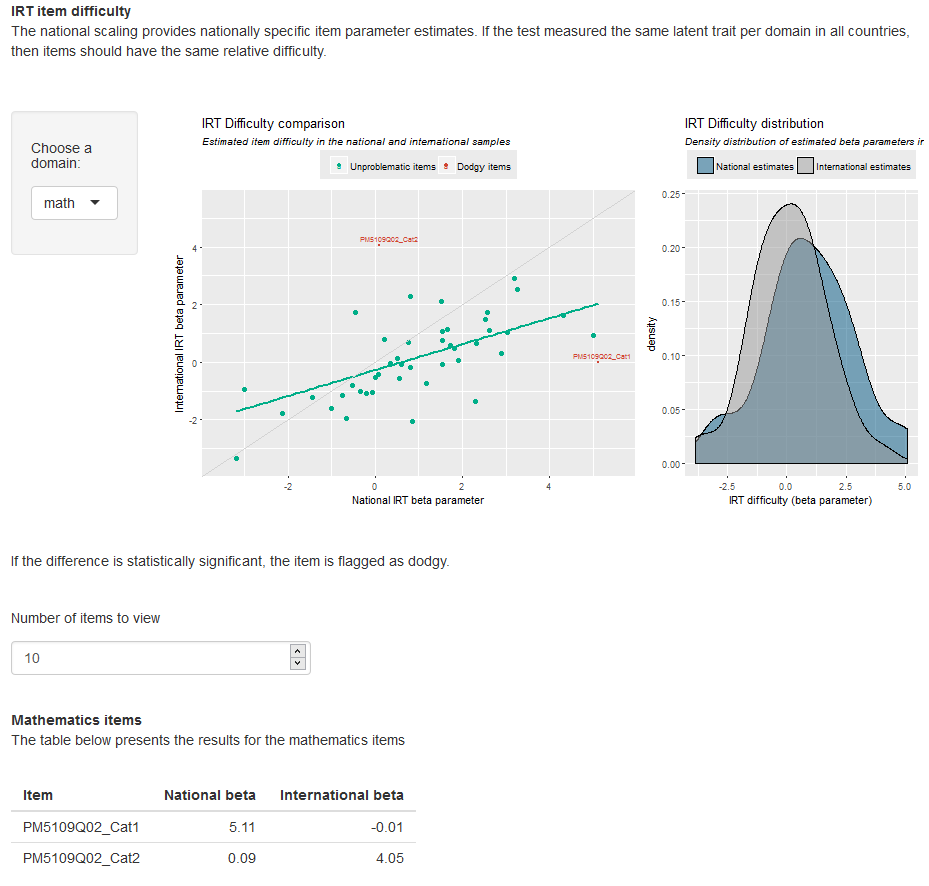 IRT item difficulty
The national scaling provides nationally specific item parameter estimates. If the test measured the same latent trait per domain in all countries,
then items should have the same relative difficulty.
Choose a
domain:
math
IRT Difficulty comparison
Estimated item difficulty in the national and international samples
Unproblematic items
Dodgy items
PM5109Q02_Cat2
PM5109Q02_Cat1
International IRT beta parameter
4
2
0
-2
-2
0
2
4
National IRT beta parameter
IRT Difficulty distribution
Density distribution of estimated beta parameters ir
National estimates
International estimates
density
0.25
0.20
0.15
0.10
0.05
0.00
-2.5
0.0
2.5
5.0
IRT difficulty (beta parameter)
If the difference is statistically significant, the item is flagged as dodgy.
Number of items to view
10
Mathematics items
The table below presents the results for the mathematics items
Item National beta International beta
PM5109Q02_Cat1 5.11 -0.01
PM5109Q02_Cat2 0.09 4.05